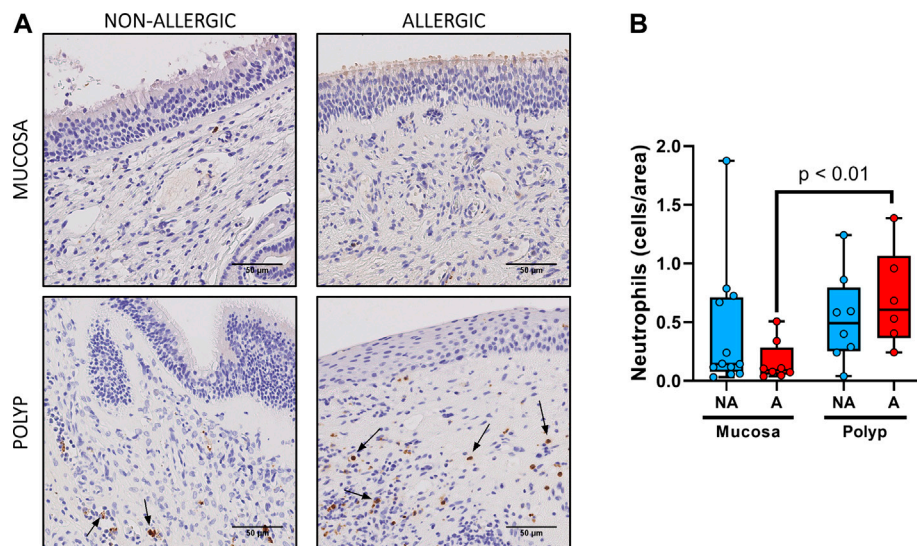 A
NON-ALLERGIC
ALLERGIC
MUCOSA
50 µm
50 µm
POLYP
50 µm
50 µm
B
Neutrophils (cells/area)
2.0
1.5
1.0
0.5
0.0
p < 0.01
NA
A
NA
A
Mucosa
Polyp